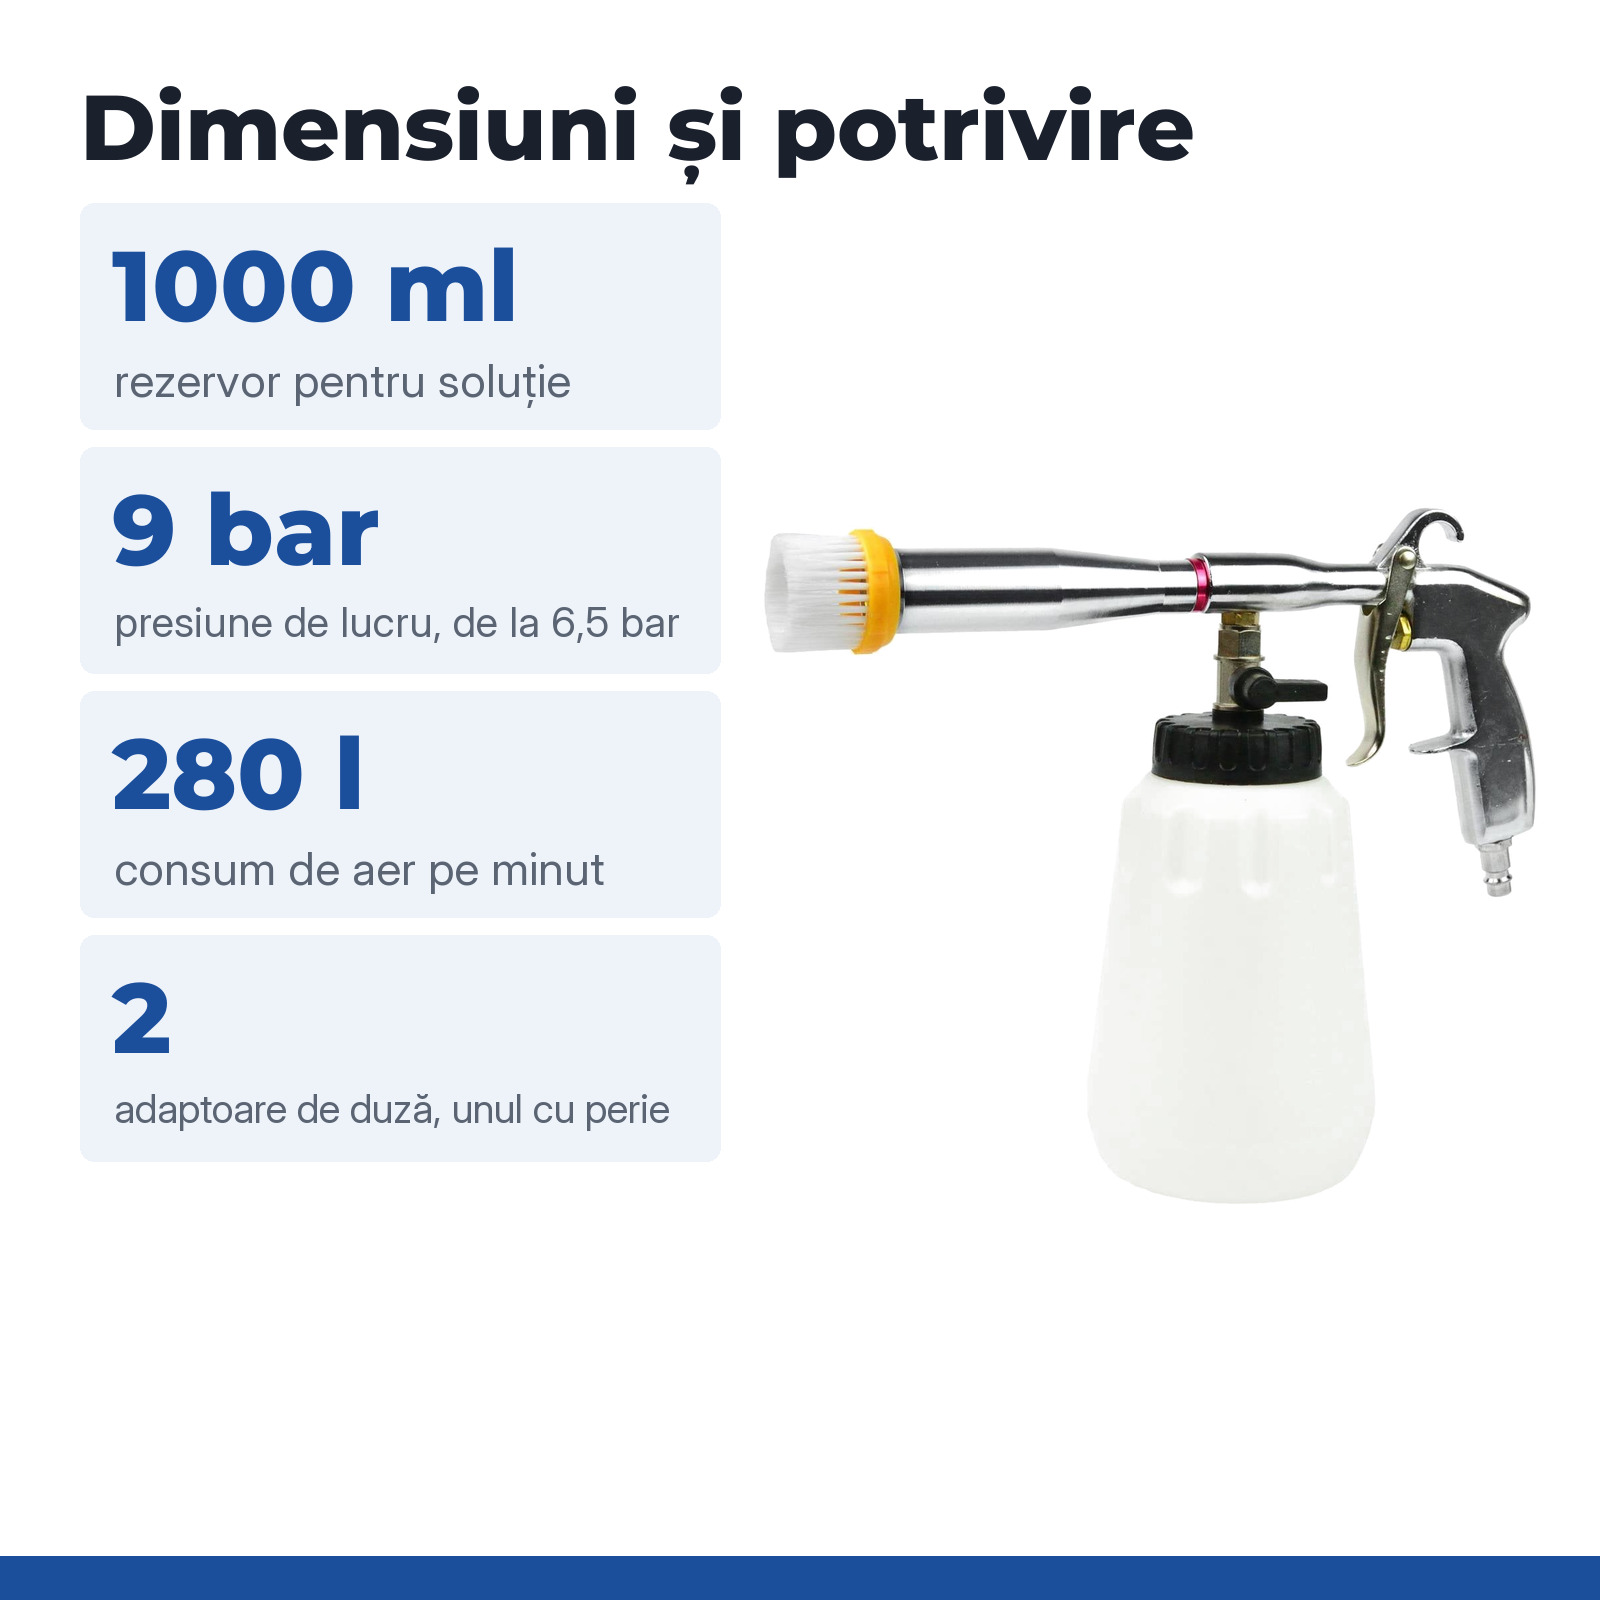 Dimensiuni și potrivire
1000 ml
rezervor pentru soluție
9 bar
presiune de lucru, de la 6,5 bar
280 l
consum de aer pe minut
2
adaptoare de duză, unul cu perie